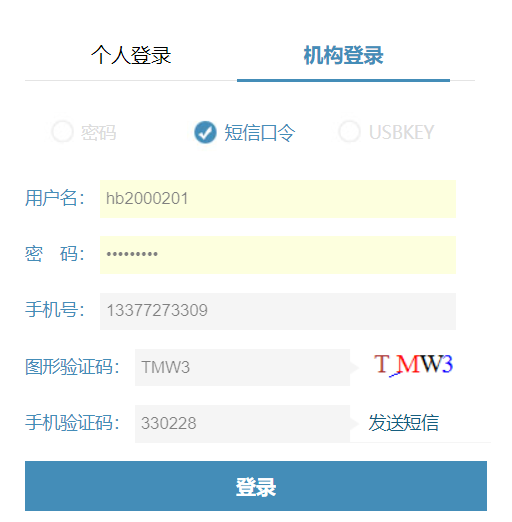 个人登录 机构登录
密码 短信口令 USBKEY
用户名： hb2000201
密 码： •••••••••
手机号： 13377273309
图形验证码： TMW3 T_MW3
手机验证码： 330228 发送短信
登录